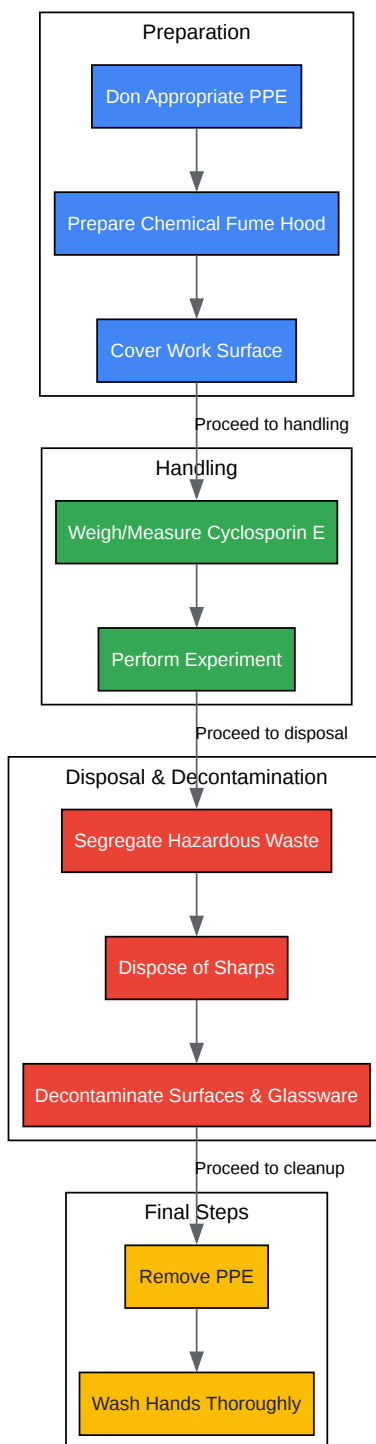 Preparation
Don Appropriate PPE
Prepare Chemical Fume Hood
Cover Work Surface
Proceed to handling
Handling
Weigh/Measure Cyclosporin E
Perform Experiment
Proceed to disposal
Disposal & Decontamination
Segregate Hazardous Waste
Dispose of Sharps
Decontaminate Surfaces & Glassware
Proceed to cleanup
Final Steps
Remove PPE
Wash Hands Thoroughly